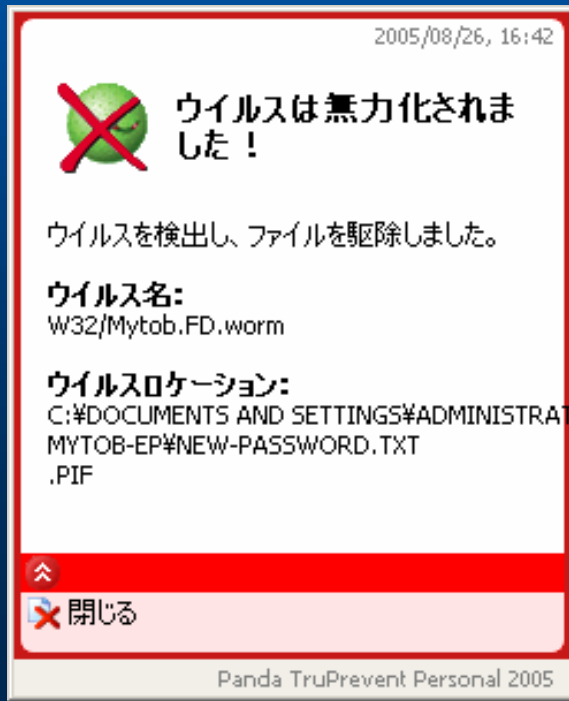 2005/08/26, 16:42
ウイルスは無力化されま
した！
ウイルスを検出し、ファイルを駆除しました。
ウイルス名:
W32/Mytob.FD.worm
ウイルスロケーション:
C:¥DOCUMENTS AND SETTINGS¥ADMINISTRAT
MYTOB-EP¥NEW-PASSWORD.TXT
.PIF
閉じる
Panda TruPrevent Personal 2005